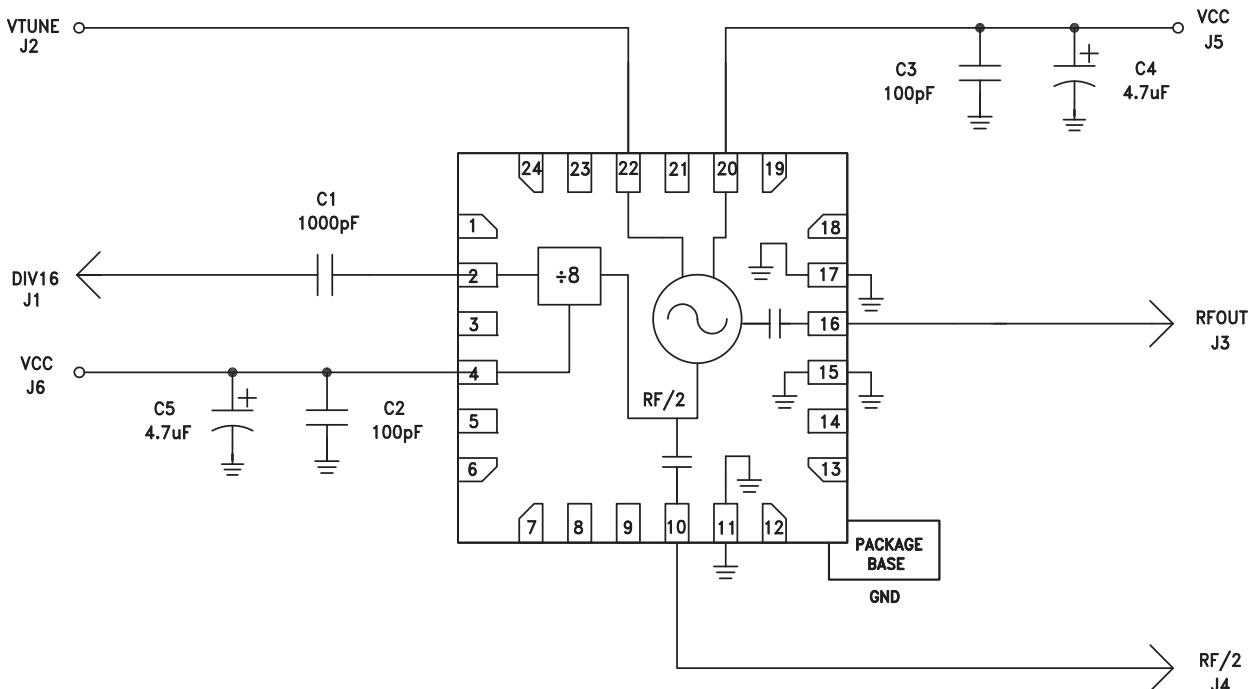 VTUNE
J2
VCC
J5
C3
100pF
C4
4.7uF
24
23
22
21
20
19
C1
1000pF
1
18
DIV16
J1
2
÷8
17
3
16
RFOUT
J3
VCC
J6
4
15
C5
4.7uF
C2
100pF
RF/2
5
14
6
13
7
8
9
10
11
12
PACKAGE
BASE
GND
RF/2
J4